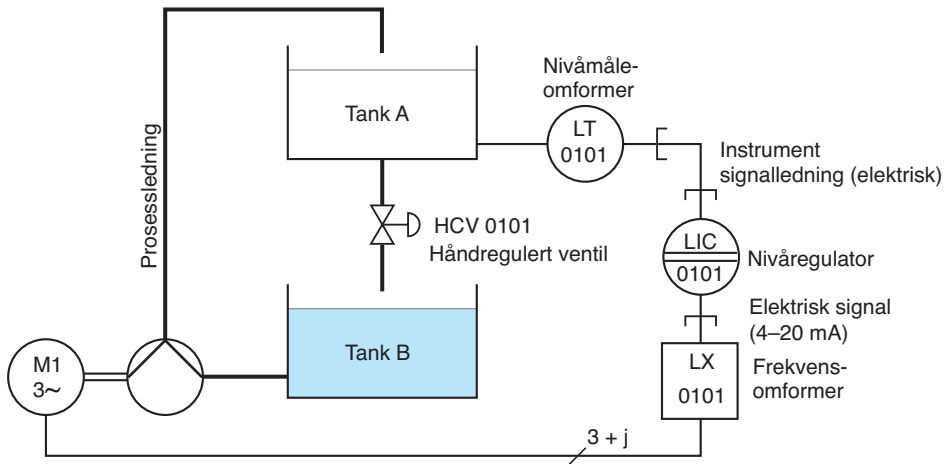 Prosessledning
Tank A
Nivåmåle-
omformer
LT
0101
Instrument
signalledning (elektrisk)
HCV 0101
Håndregulert ventil
LIC
0101
Nivåregulator
Elektrisk signal
(4–20 mA)
Tank B
M1
3~
LX
0101
Frekvens-
omformer
3 + j